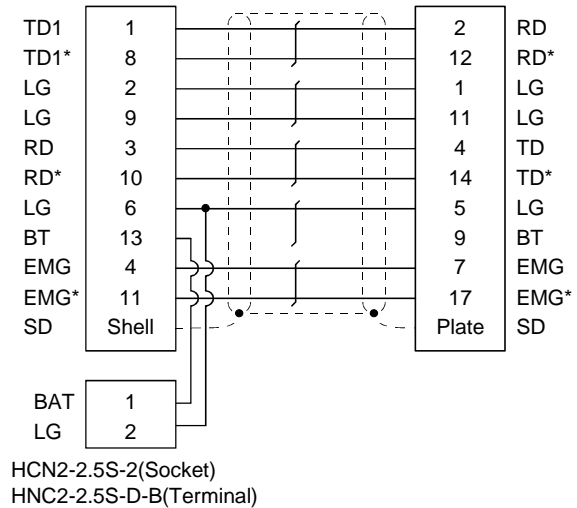 TD1 1 2 RD
TD1* 8 12 RD*
LG 2 1 LG
LG 9 11 LG
RD 3 4 TD
RD* 10 14 TD*
LG 6 5 LG
BT 13 9 BT
EMG 4 7 EMG
EMG* 11 17 EMG*
SD Shell Plate SD
BAT 1
LG 2
HCN2-2.5S-2(Socket)
HNC2-2.5S-D-B(Terminal)